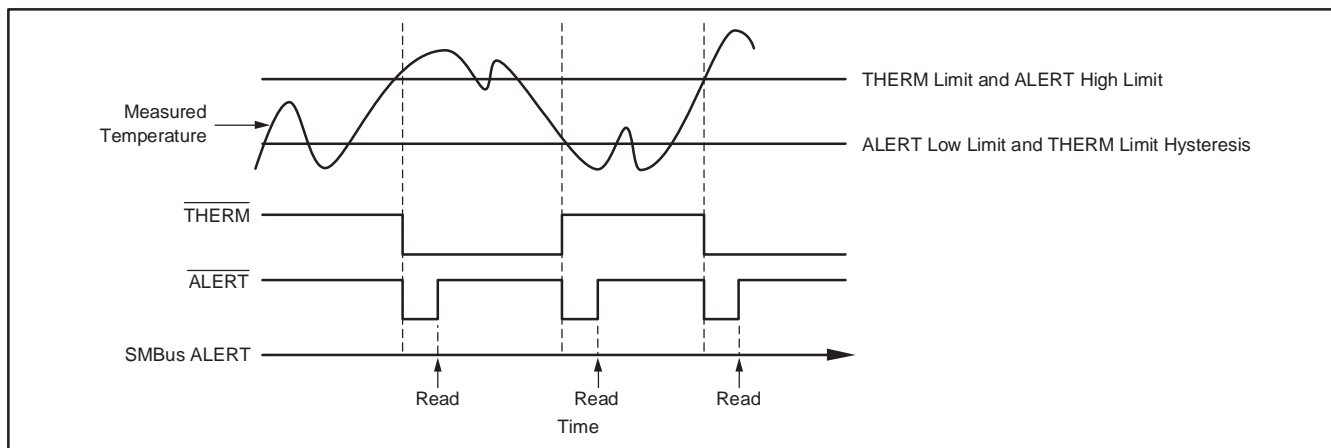 THERM Limit and ALERT High Limit
Measured
Temperature
ALERT Low Limit and THERM Limit Hysteresis
THERM
ALERT
SMBus ALERT
Read
Read
Read
Time